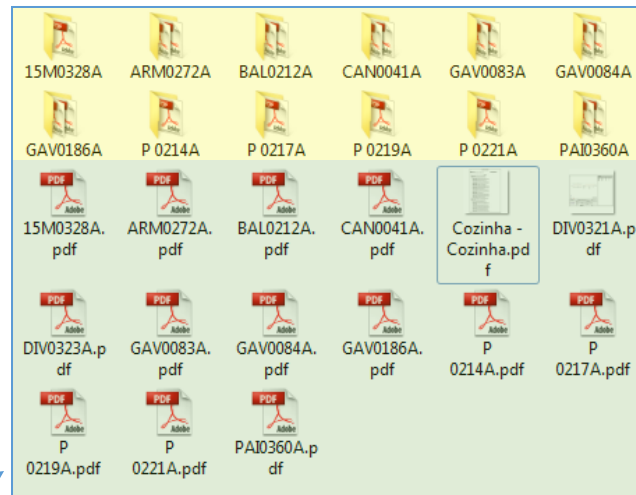 15M0328A ARM0272A BAL0212A CAN0041A GAV0083A GAV0084A
GAV0186A P 0214A P 0217A P 0219A P 0221A PAI0360A
15M0328A. ARM0272A. BAL0212A. CAN0041A. Cozinha - DIV0321A.p
pdf pdf pdf pdf Cozinha.pd df
f
DIV0323A.p GAV0083A. GAV0084A. GAV0186A. P P
df pdf pdf pdf 0214A.pdf 0217A.pdf
P P PAI0360A.p
0219A.pdf 0221A.pdf df